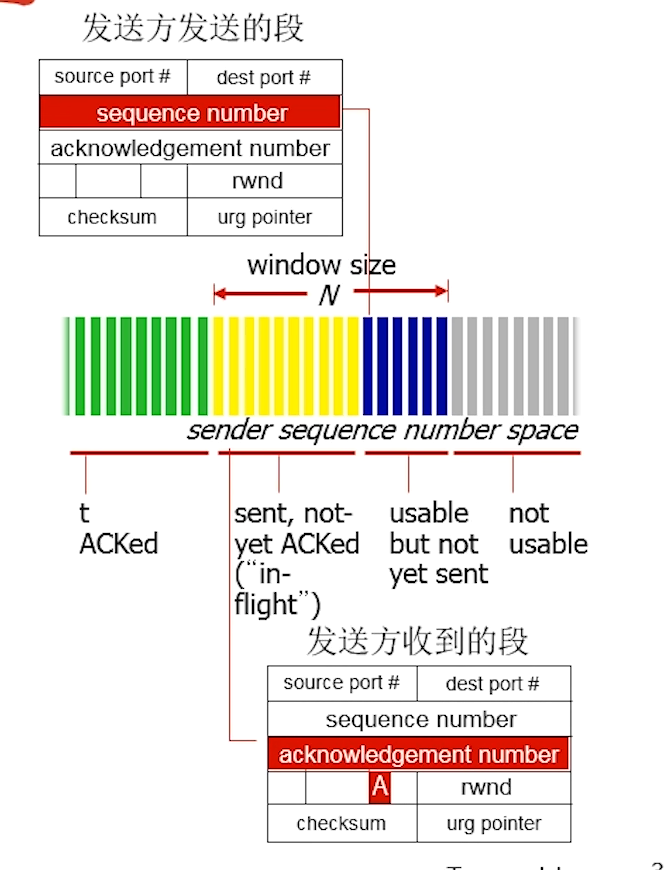 发送方发送的段
source port # dest port #
sequence number
acknowledgement number
rwnd
checksum urg pointer
window size
N
sender sequence number space
t
ACKed
sent, not-
yet ACKed
(“in-
flight”)
usable
but not
yet sent
not
usable
发送方收到的段
source port # dest port #
sequence number
acknowledgement number
A rwnd
checksum urg pointer